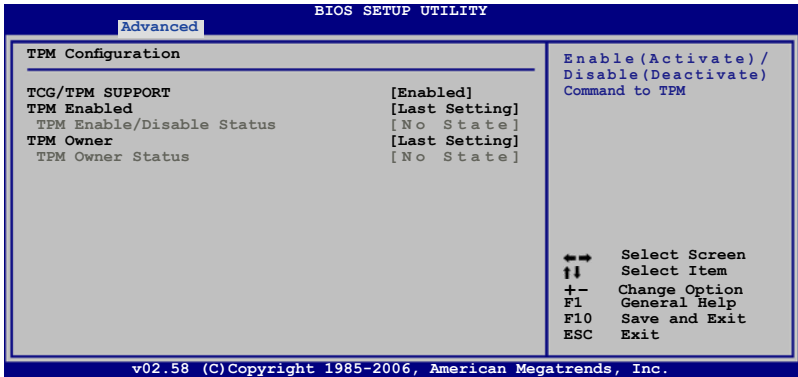 BIOS SETUP UTILITY
Advanced
TPM Configuration
TCG/TPM SUPPORT [Enabled]
TPM Enabled [Last Setting]
TPM Enable/Disable Status [No State]
TPM Owner [Last Setting]
TPM Owner Status [No State]
Enable(Activate)/
Disable(Deactivate)
Command to TPM
←→ Select Screen
↑↓ Select Item
+- Change Option
F1 General Help
F10 Save and Exit
ESC Exit
v02.58 (C)Copyright 1985-2006, American Megatrends, Inc.